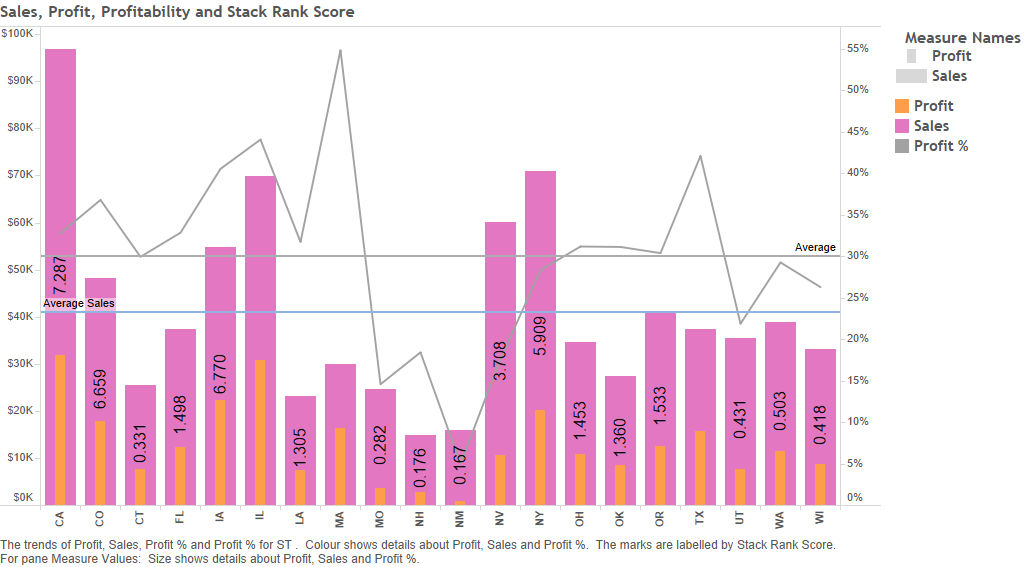 Sales, Profit, Profitability and Stack Rank Score
$100K
$90K
$80K
$70K
$60K
$50K
$40K
$30K
$20K
$10K
$0K
55%
50%
45%
40%
35%
30%
25%
20%
15%
10%
5%
0%
Average
Average Sales
7.287
6.659
0.331
1.498
6.770
1.305
0.282
0.176
0.167
3.708
5.909
1.453
1.360
1.533
0.431
0.503
0.418
CA CO CT FL IA IL LA MA MO NH NM NV NY OH OK OR TX UT WA WI
Measure Names
Profit
Sales
Profit
Sales
Profit %
The trends of Profit, Sales, Profit % and Profit % for ST . Colour shows details about Profit, Sales and Profit %. The marks are labelled by Stack Rank Score.
For pane Measure Values: Size shows details about Profit, Sales and Profit %.